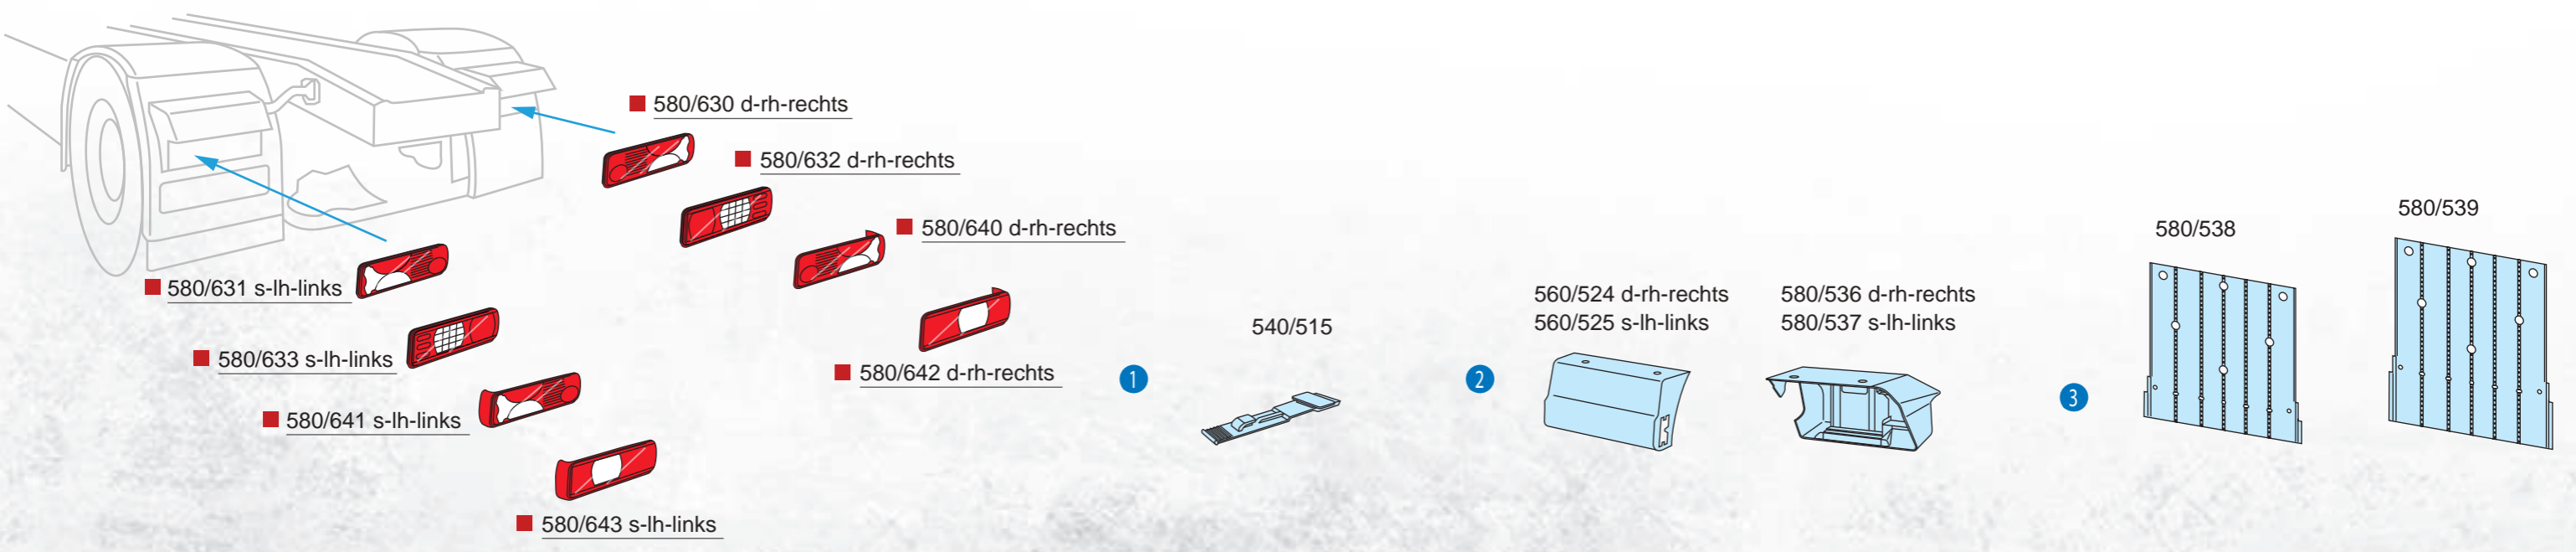 580/630 d-rh-rechts
580/632 d-rh-rechts
580/640 d-rh-rechts
580/642 d-rh-rechts
580/631 s-lh-links
580/633 s-lh-links
580/641 s-lh-links
580/643 s-lh-links
1
540/515
2
560/524 d-rh-rechts
560/525 s-lh-links
580/536 d-rh-rechts
580/537 s-lh-links
3
580/538
580/539